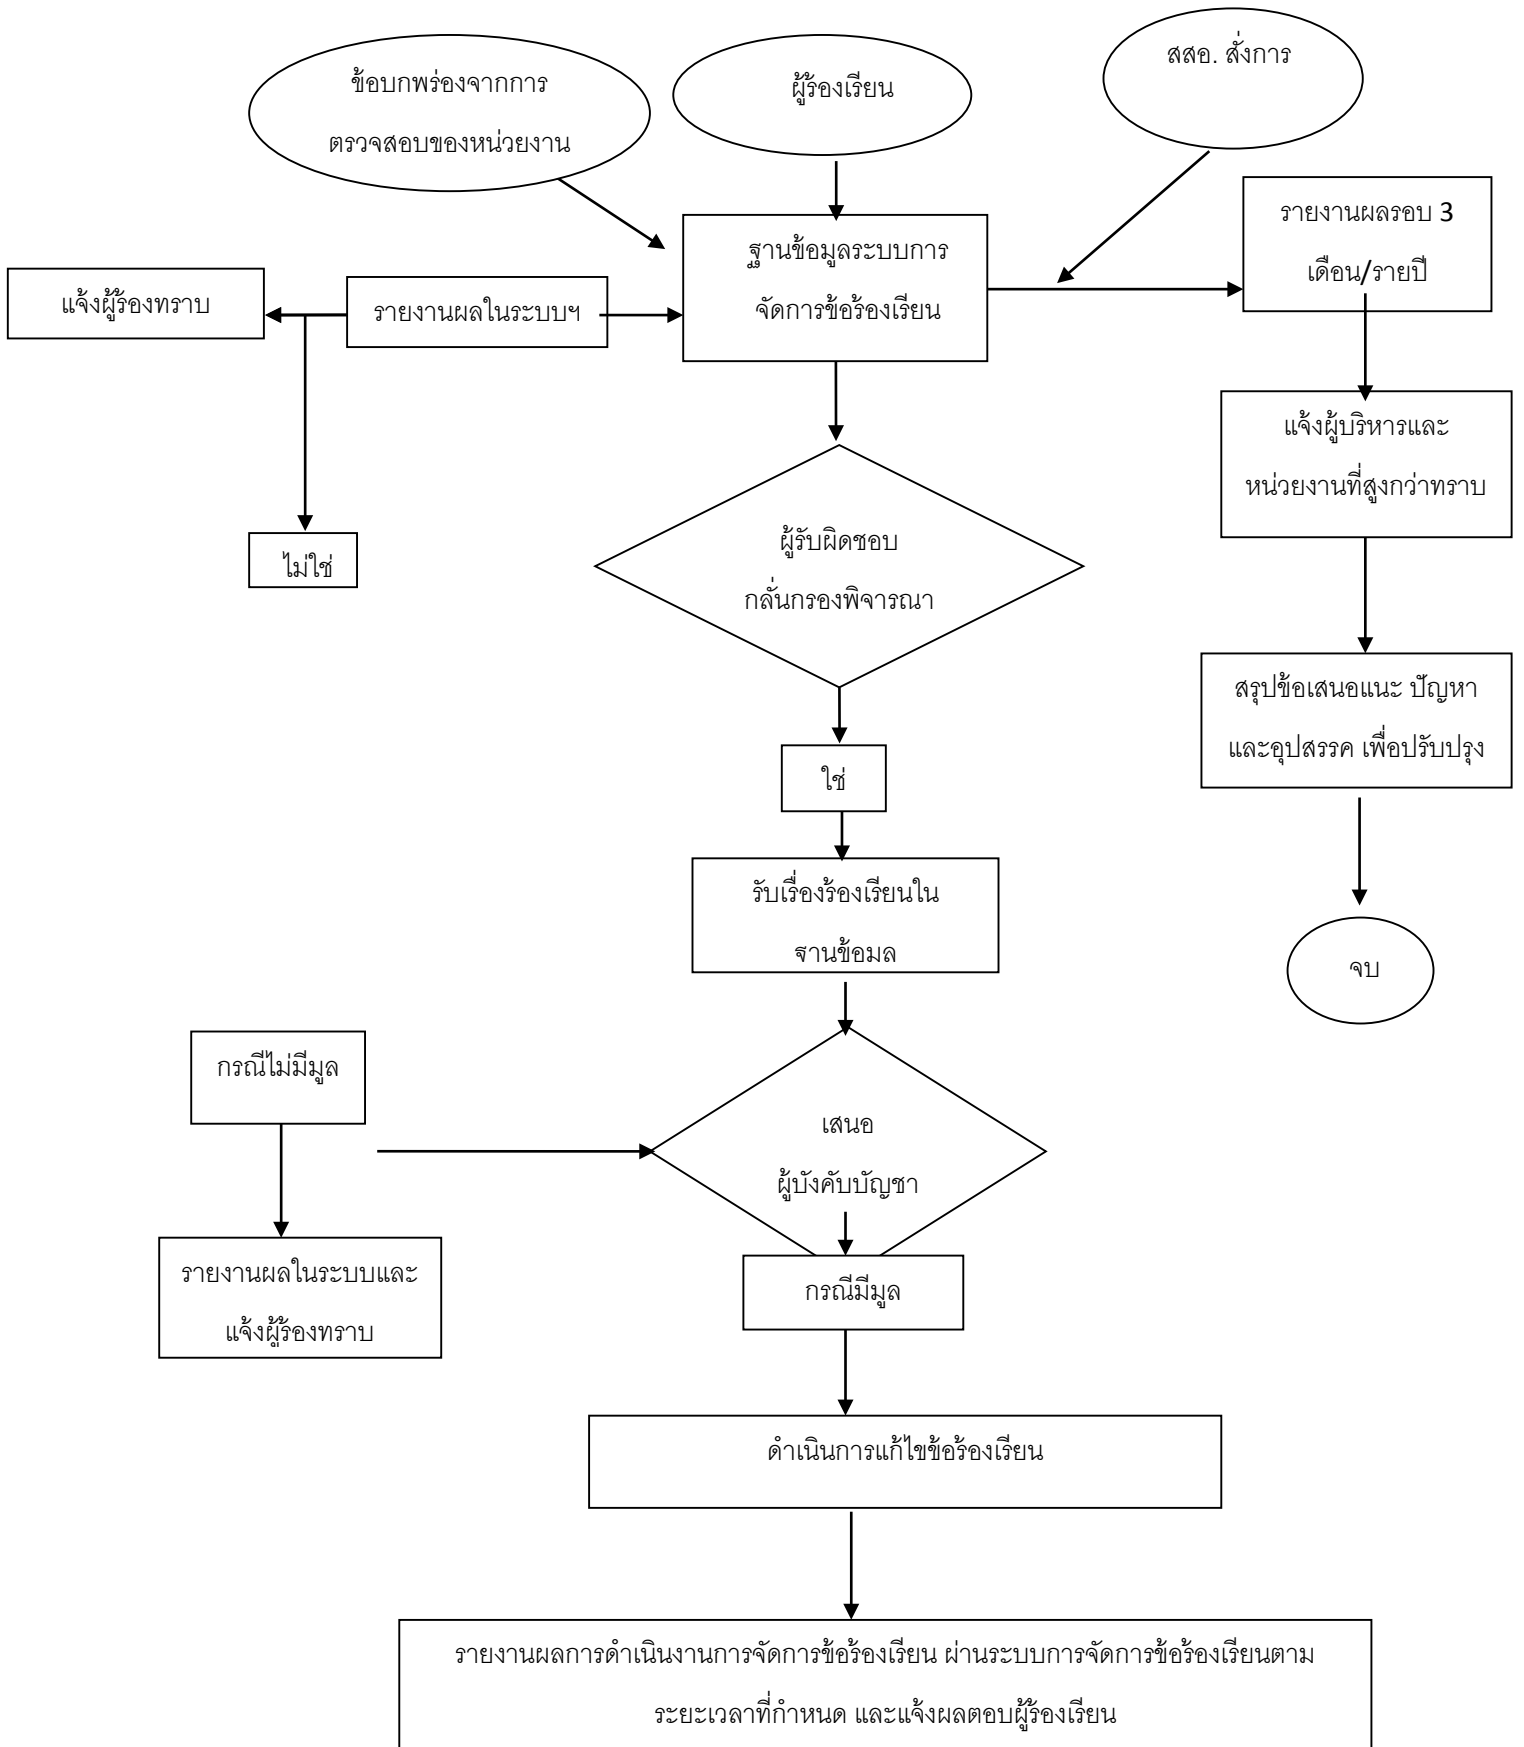 ข้อบกพร่องจากการ
ตรวจสอบของหน่วยงาน
ผู้ร้องเรียน
สสอ. สั่งการ
รายงานผลรอบ 3
เดือน/รายปี
ฐานข้อมูลระบบการ
จัดการข้อร้องเรียน
แจ้งผู้ร้องทราบ
รายงานผลในระบบฯ
แจ้งผู้บริหารและ
หน่วยงานที่สูงกว่าทราบ
ไม่ใช่
ผู้รับผิดชอบ
กลั่นกรองพิจารณา
สรุปข้อเสนอแนะ ปัญหา
และอุปสรรค เพื่อปรับปรุง
ใช่
รับเรื่องร้องเรียนใน
ฐานข้อมูล
จบ
กรณีไม่มีมูล
เสนอ
ผู้บังคับบัญชา
รายงานผลในระบบและ
แจ้งผู้ร้องทราบ
กรณีมีมูล
ดำเนินการแก้ไขข้อร้องเรียน
รายงานผลการดำเนินงานการจัดการข้อร้องเรียน ผ่านระบบการจัดการข้อร้องเรียนตาม
ระยะเวลาที่กำหนด และแจ้งผลตอบผู้ร้องเรียน